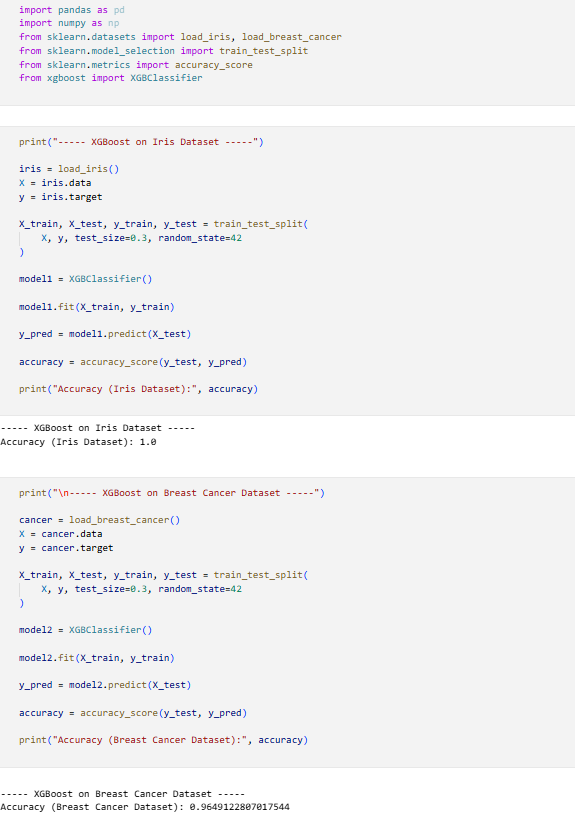 import pandas as pd
import numpy as np
from sklearn.datasets import load_iris, load_breast_cancer
from sklearn.model_selection import train_test_split
from sklearn.metrics import accuracy_score
from xgboost import XGBClassifier
print("----- XGBoost on Iris Dataset -----")
iris = load_iris()
X = iris.data
y = iris.target
X_train, X_test, y_train, y_test = train_test_split(
    X, y, test_size=0.3, random_state=42
)
model1 = XGBClassifier()
model1.fit(X_train, y_train)
y_pred = model1.predict(X_test)
accuracy = accuracy_score(y_test, y_pred)
print("Accuracy (Iris Dataset):", accuracy)
----- XGBoost on Iris Dataset -----
Accuracy (Iris Dataset): 1.0
print("\n----- XGBoost on Breast Cancer Dataset -----")
cancer = load_breast_cancer()
X = cancer.data
y = cancer.target
X_train, X_test, y_train, y_test = train_test_split(
    X, y, test_size=0.3, random_state=42
)
model2 = XGBClassifier()
model2.fit(X_train, y_train)
y_pred = model2.predict(X_test)
accuracy = accuracy_score(y_test, y_pred)
print("Accuracy (Breast Cancer Dataset):", accuracy)
----- XGBoost on Breast Cancer Dataset -----
Accuracy (Breast Cancer Dataset): 0.9649122807017544